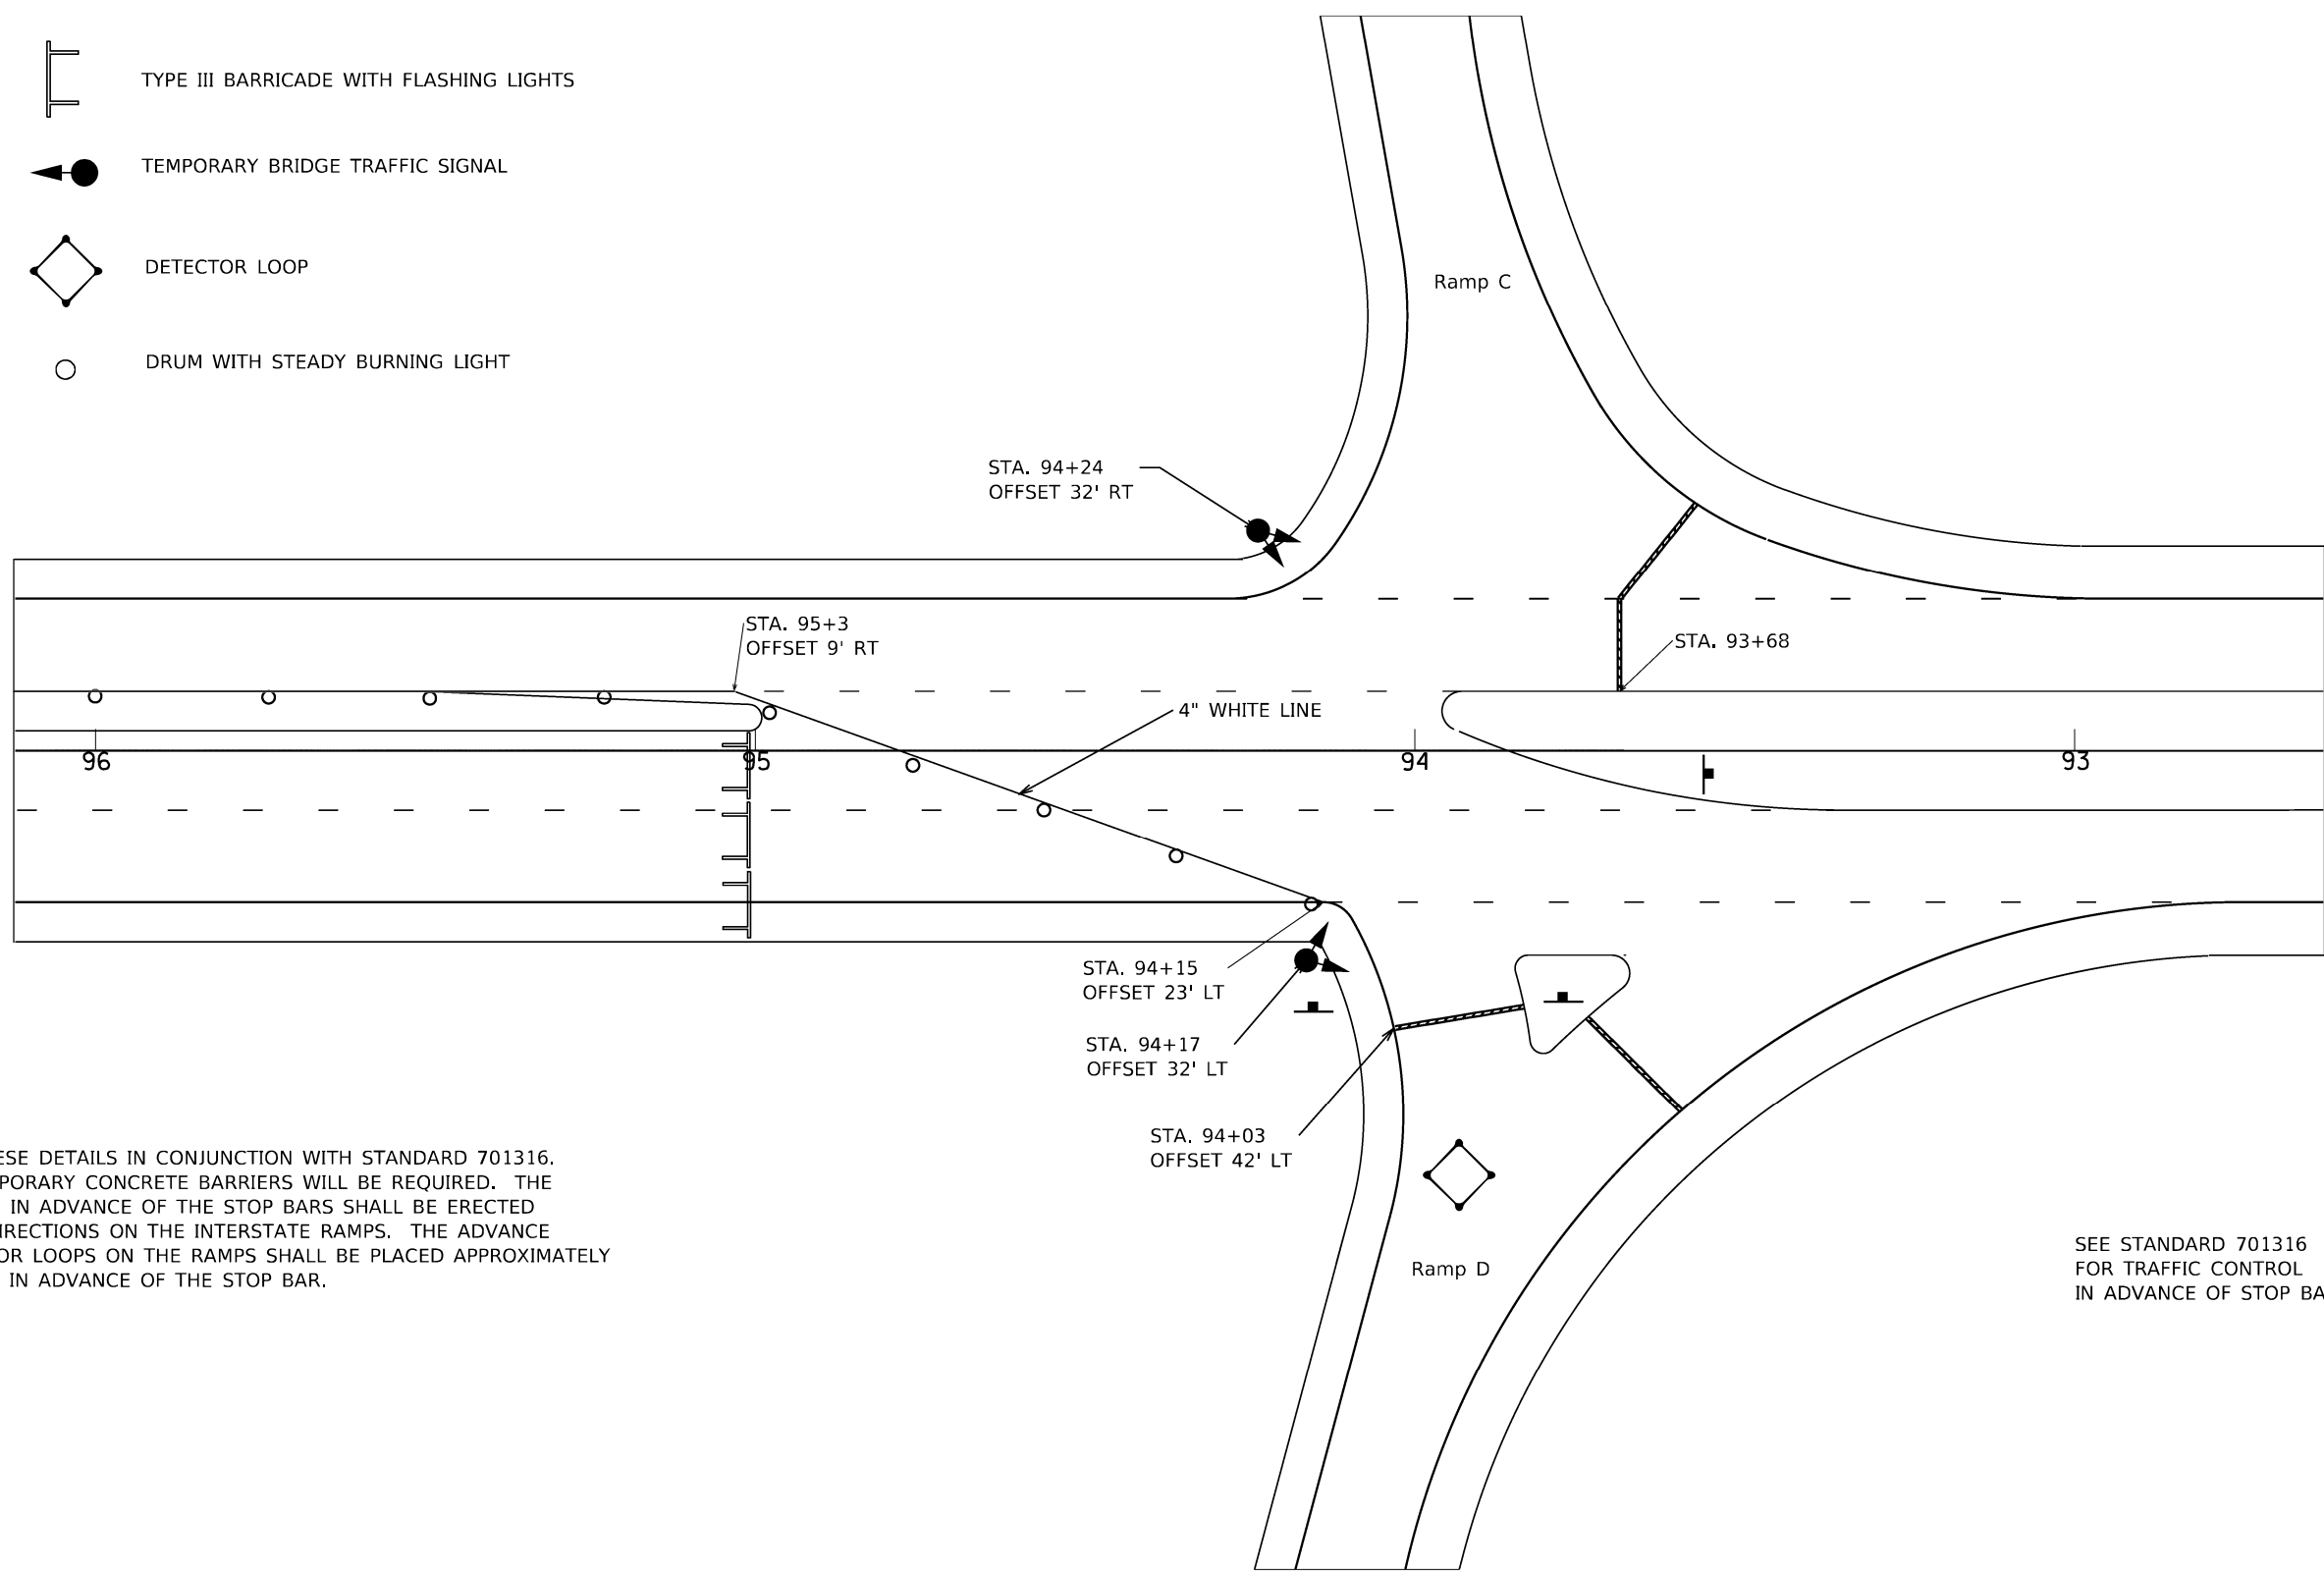 TYPE III BARRICADE WITH FLASHING LIGHTS
TEMPORARY BRIDGE TRAFFIC SIGNAL
DETECTOR LOOP
DRUM WITH STEADY BURNING LIGHT
Ramp C
STA. 94+24
OFFSET 32' RT
STA. 95+3
OFFSET 9' RT
STA. 93+68
4" WHITE LINE
96
95
94
93
STA. 94+15
OFFSET 23' LT
STA. 94+17
OFFSET 32' LT
STA. 94+03
OFFSET 42' LT
Ramp D
ESE DETAILS IN CONJUNCTION WITH STANDARD 701316.
PORARY CONCRETE BARRIERS WILL BE REQUIRED. THE
IN ADVANCE OF THE STOP BARS SHALL BE ERECTED
IRECTIONS ON THE INTERSTATE RAMPS. THE ADVANCE
OR LOOPS ON THE RAMPS SHALL BE PLACED APPROXIMATELY
IN ADVANCE OF THE STOP BAR.
SEE STANDARD 701316
FOR TRAFFIC CONTROL
IN ADVANCE OF STOP BA